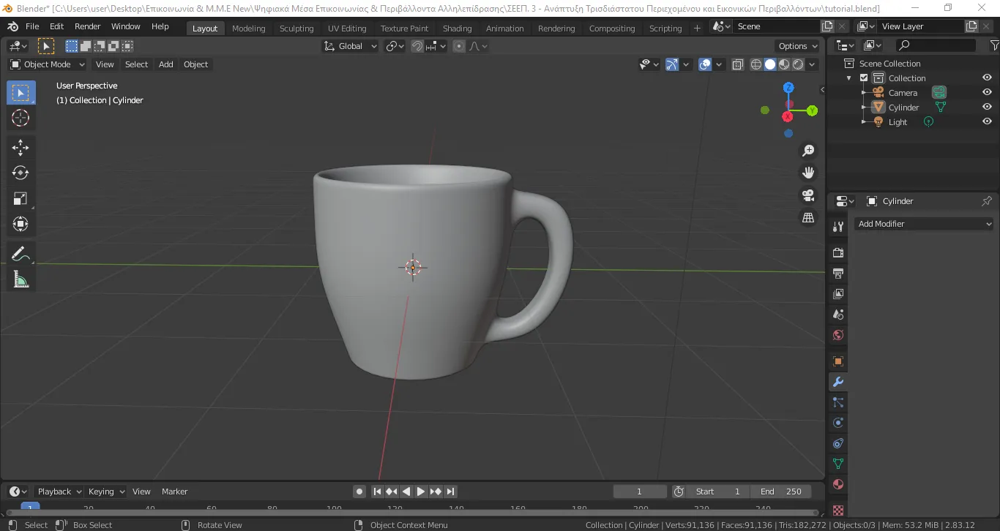 Blender* [C:\Users\user\Desktop\Επικοινωνία & Μ.Μ.Ε New\Ψηφιακά Μέσα Επικοινωνίας & Περιβάλλοντα Αλληλεπίδρασης\ΣΕΕΠ. 3 - Ανάπτυξη Τρισδιάστατου Περιεχομένου και Εικονικών Περιβαλλόντων\tutorial.blend]
File Edit Render Window Help Layout Modeling Sculpting UV Editing Texture Paint Shading Animation Rendering Compositing Scripting + Scene View Layer
Global Options
Object Mode View Select Add Object
User Perspective
(1) Collection | Cylinder
Z
Y
X
Scene Collection
Collection
Camera
Cylinder
Light
Cylinder
Add Modifier
Playback Keying View Marker 1 Start 1 End 250
1 20 40 60 80 100 120 140 160 180 200 220 240
Select Box Select Rotate View Object Context Menu Collection | Cylinder | Verts:91,136 | Faces:91,136 | Tris:182,272 | Objects:0/3 | Mem: 53.2 MiB | 2.83.12